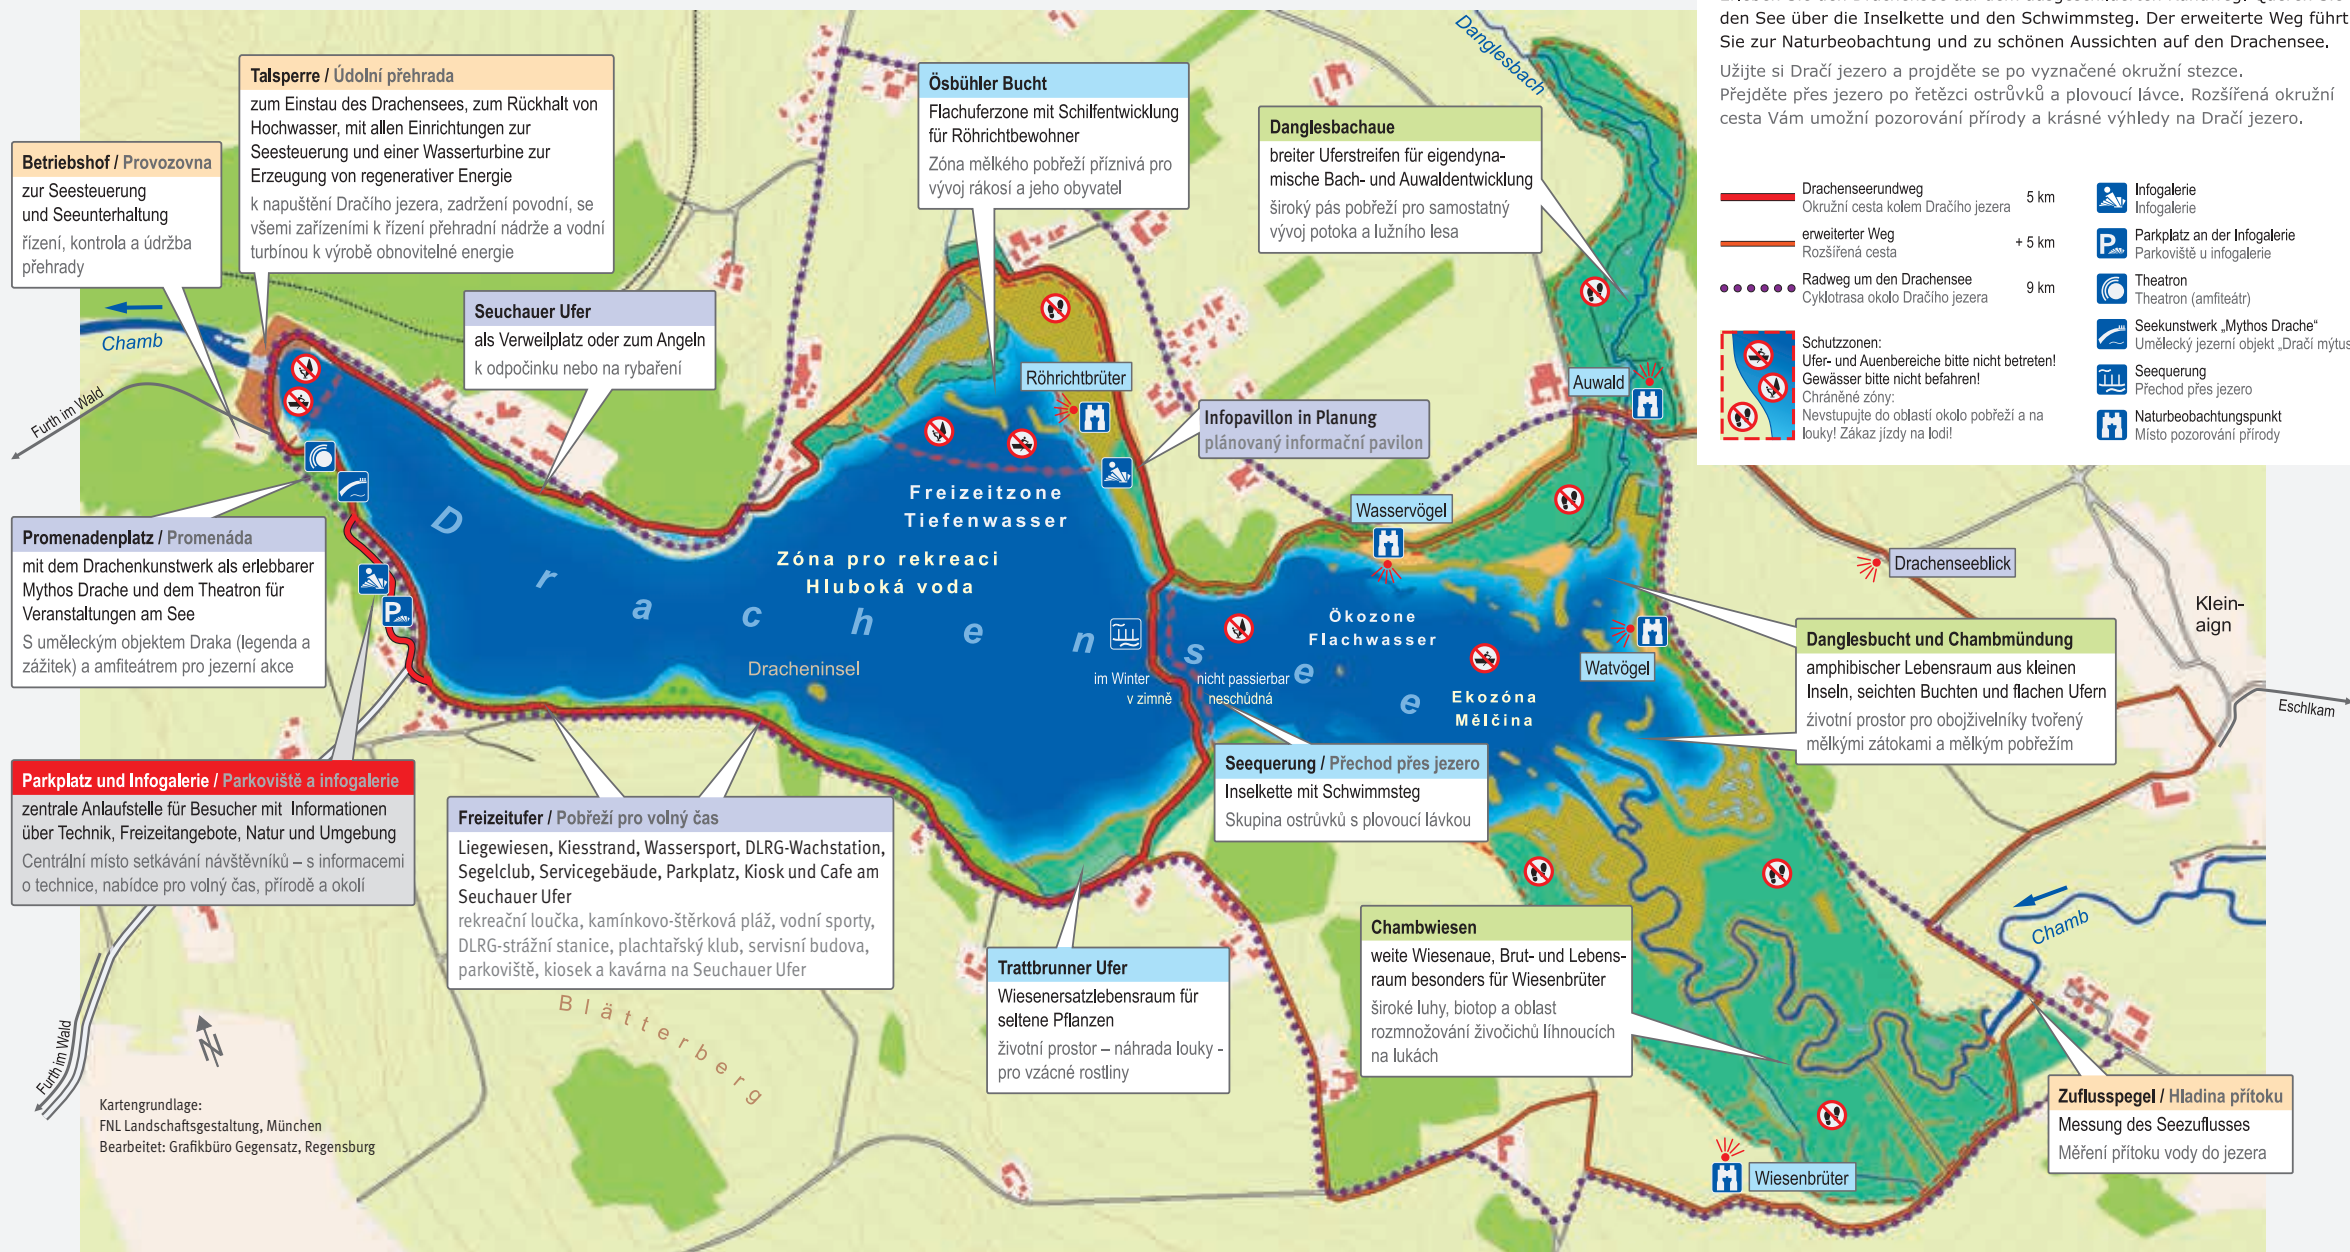 den See über die Inselkette und den Schwimmsteg. Der erweiterte Weg führt
Sie zur Naturbeobachtung und zu schönen Aussichten auf den Drachensee.
Užijte si Dračí jezero a projděte se po vyznačené okružní stezce.
Přejděte přes jezero po řetězci ostrůvků a plovoucí lávce. Rozšířená okružní
cesta Vám umožní pozorování přírody a krásné výhledy na Dračí jezero.
Drachenseerundweg 5 km
Okružní cesta kolem Dračího jezera
erweiterter Weg + 5 km
Rozšířená cesta
Radweg um den Drachensee 9 km
Cyklotrasa okolo Dračího jezera
Schutzzonen:
Ufer- und Auenbereiche bitte nicht betreten!
Gewässer bitte nicht befahren!
Chráněné zóny:
Nevstupujte do oblastí okolo pobřeží a na
louky! Zákaz jízdy na lodi!
Infogalerie
Infogalerie
Parkplatz an der Infogalerie
Parkoviště u infogalerie
Theatron
Theatron (amfiteátr)
Seekunstwerk „Mythos Drache“
Umělecký jezerní objekt „Dračí mýtus
Seequerung
Přechod přes jezero
Naturbeobachtungspunkt
Místo pozorování přírody
Talsperre / Údolní přehrada
zum Einstau des Drachensees, zum Rückhalt von
Hochwasser, mit allen Einrichtungen zur
Seesteuerung und einer Wasserturbine zur
Erzeugung von regenerativer Energie
k napuštění Dračího jezera, zadržení povodní, se
všemi zařízeními k řízení přehradní nádrže a vodní
turbínou k výrobě obnovitelné energie
Betriebshof / Provozovna
zur Seesteuerung
und Seeunterhaltung
řízení, kontrola a údržba
přehrady
Ösbühler Bucht
Flachuferzone mit Schilfentwicklung
für Röhrichtbewohner
Zóna mělkého pobřeží příznivá pro
vývoj rákosí a jeho obyvatel
Danglesbach
Danglesbachaue
breiter Uferstreifen für eigendyna-
mische Bach- und Auwaldentwicklung
široký pás pobřeží pro samostatný
vývoj potoka a lužního lesa
Seuchauer Ufer
als Verweilplatz oder zum Angeln
k odpočinku nebo na rybaření
Chamb
Furth im Wald
Röhrichtbrüter
Auwald
Infopavillon in Planung
plánovaný informační pavilon
Freizeitzone
Tiefenwasser
Zóna pro rekreaci
Hluboká voda
Drachensee
Wasservögel
Drachenseeblick
Klein-
aign
Eschlkam
Promenadenplatz / Promenáda
mit dem Drachenkunstwerk als erlebbarer
Mythos Drache und dem Theatron für
Veranstaltungen am See
S uměleckým objektem Draka (legenda a
zážitek) a amfiteátrem pro jezerní akce
P
Ökozone
Flachwasser
Ekozóna
Mělčina
Watvögel
Dracheninsel
im Winter nicht passierbar
v zimně neschůdná
Danglesbucht und Chambmündung
amphibischer Lebensraum aus kleinen
Inseln, seichten Buchten und flachen Ufern
źivotní prostor pro obojživelníky tvořený
mělkými zátokami a mělkým pobřežím
Seequerung / Přechod přes jezero
Inselkette mit Schwimmsteg
Skupina ostrůvků s plovoucí lávkou
Parkplatz und Infogalerie / Parkoviště a infogalerie
zentrale Anlaufstelle für Besucher mit Informationen
über Technik, Freizeitangebote, Natur und Umgebung
Centrální místo setkávání návštěvníků – s informacemi
o technice, nabídce pro volný čas, přírodě a okolí
Freizeitufer / Pobřeží pro volný čas
Liegewiesen, Kiesstrand, Wassersport, DLRG-Wachstation,
Segelclub, Servicegebäude, Parkplatz, Kiosk und Cafe am
Seuchauer Ufer
rekreační loučka, kamínkovo-štěrková pláž, vodní sporty,
DLRG-strážní stanice, plachtařský klub, servisní budova,
parkoviště, kiosek a kavárna na Seuchauer Ufer
Trattbrunner Ufer
Wiesenersatzlebensraum für
seltene Pflanzen
životní prostor – náhrada louky -
pro vzácné rostliny
Chambwiesen
weite Wiesenaue, Brut- und Lebens-
raum besonders für Wiesenbrüter
široké luhy, biotop a oblast
rozmnožování živočichů líhnoucích
na lukách
Chamb
Blätterberg
Furth im Wald
N
Wiesenbrüter
Zuflusspegel / Hladina přítoku
Messung des Seezuflusses
Měření přítoku vody do jezera
Kartengrundlage:
FNL Landschaftsgestaltung, München
Bearbeitet: Grafikbüro Gegensatz, Regensburg